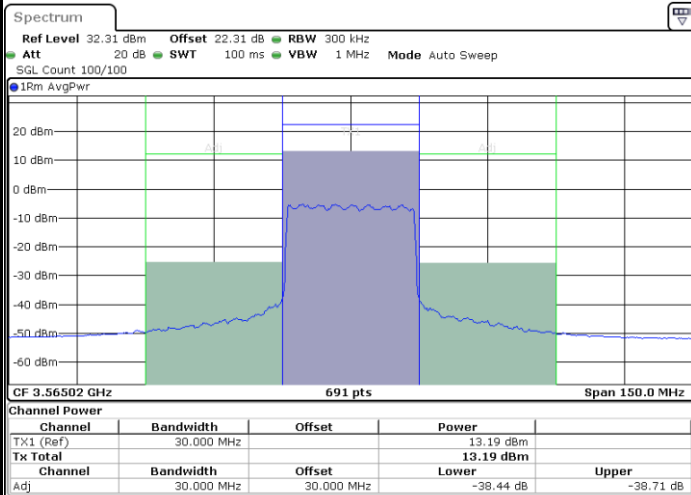 Spectrum
Ref Level 32.31 dBm Offset 22.31 dB RBW 300 kHz
Att 20 dB SWT 100 ms VBW 1 MHz Mode Auto Sweep
SGL Count 100/100
1Rm AvgPwr
TX1
20 dBm
Adj Adj
10 dBm
0 dBm
-10 dBm
-20 dBm
-30 dBm
-40 dBm
-50 dBm
-60 dBm
CF 3.56502 GHz 691 pts Span 150.0 MHz
Channel Power
Channel Bandwidth Offset Power
TX1 (Ref) 30.000 MHz 13.19 dBm
Tx Total 13.19 dBm
Channel Bandwidth Offset Lower Upper
Adj 30.000 MHz 30.000 MHz -38.44 dB -38.71 dB